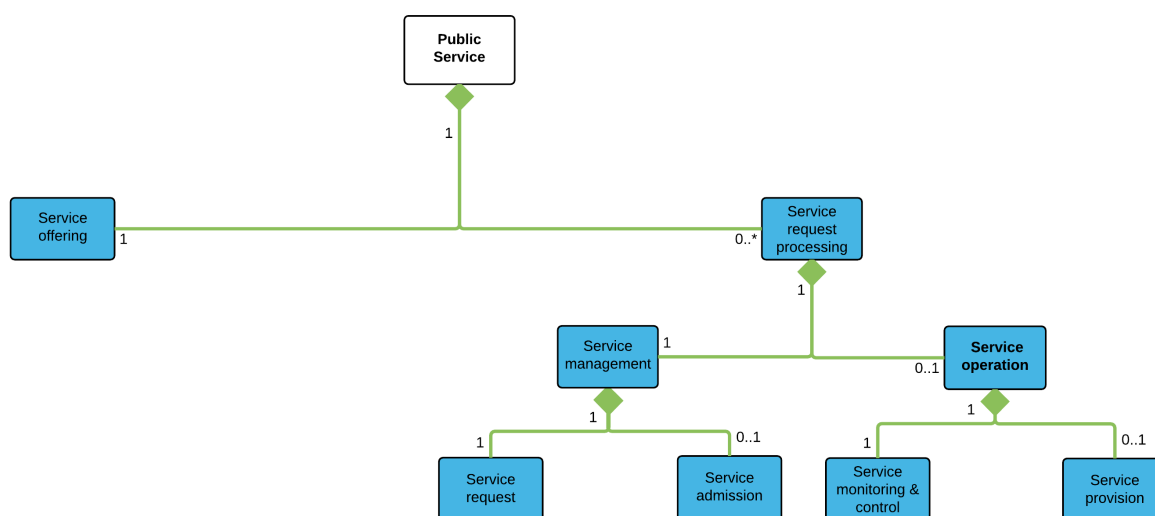 Public
Service
1
Service
offering
1
0..*
Service
request
processing
1
Service
management
1
0..1
Service
operation
1
1
1
0..1
1
0..1
Service
request
Service
admission
Service
monitoring &
control
Service
provision